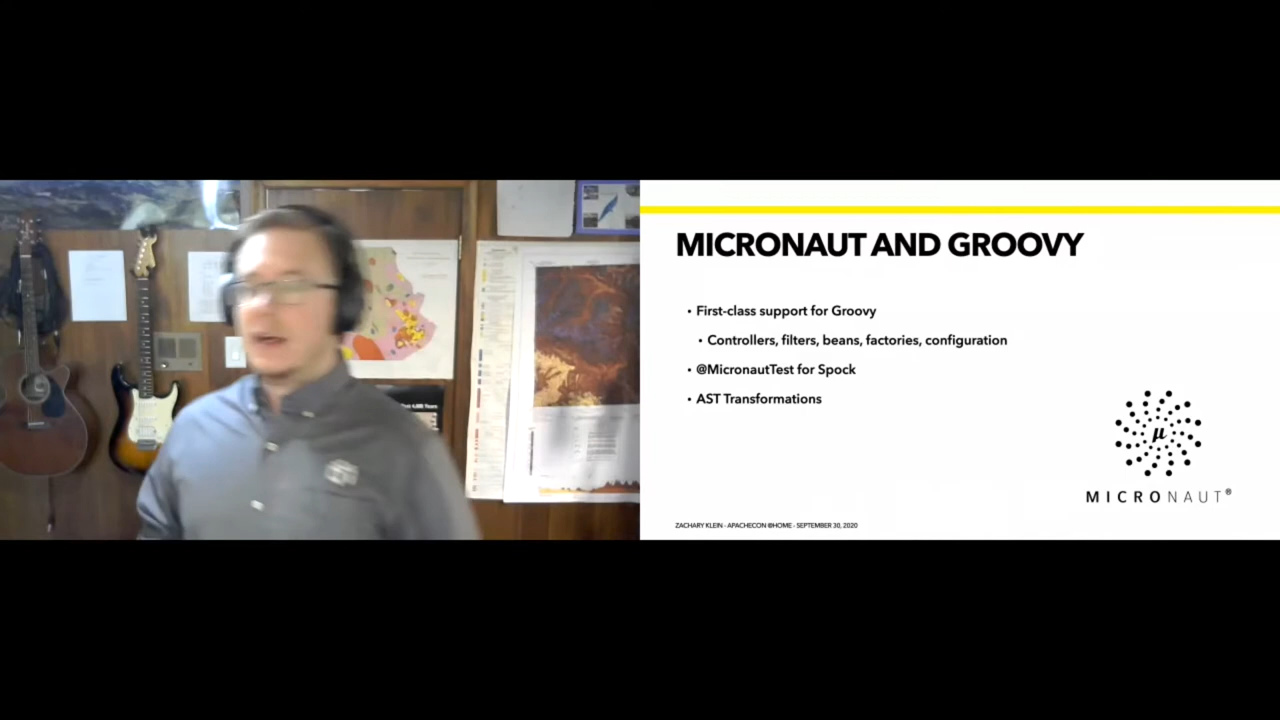 MICRONAUT AND GROOVY
• First-class support for Groovy
• Controllers, filters, beans, factories, configuration
• @MicronautTest for Spock
• AST Transformations
μ
MICRONAUT®
ZACHARY KLEIN - APACHECON @HOME - SEPTEMBER 30, 2020